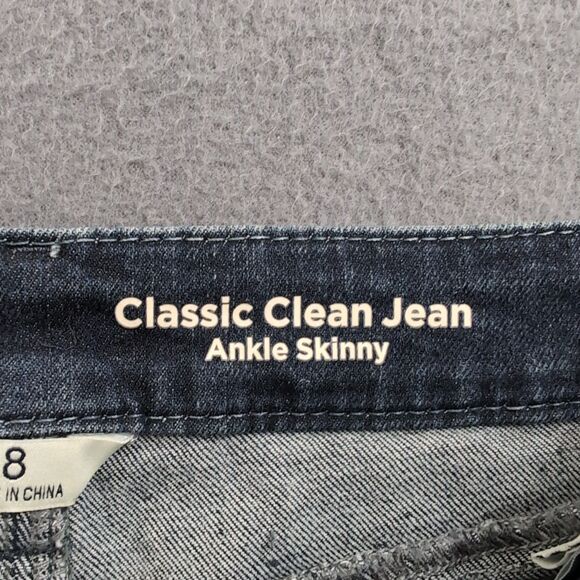 Classic Clean Jean
Ankle Skinny
8
IN CHINA